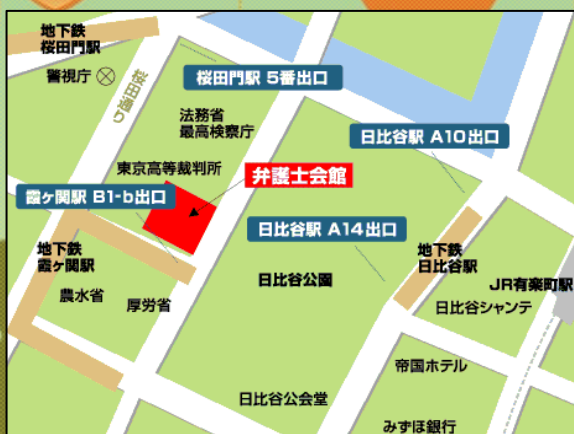 地下鉄
桜田門駅
警視庁
桜田通り
桜田門駅 5番出口
法務省
最高検察庁
日比谷駅 A10出口
東京高等裁判所
弁護士会館
霞ヶ関駅 B1-b出口
日比谷駅 A14出口
地下鉄
霞ヶ関駅
地下鉄
日比谷駅
日比谷公園
JR有楽町駅
農水省
厚労省
日比谷シャンテ
帝国ホテル
日比谷公会堂
みずほ銀行